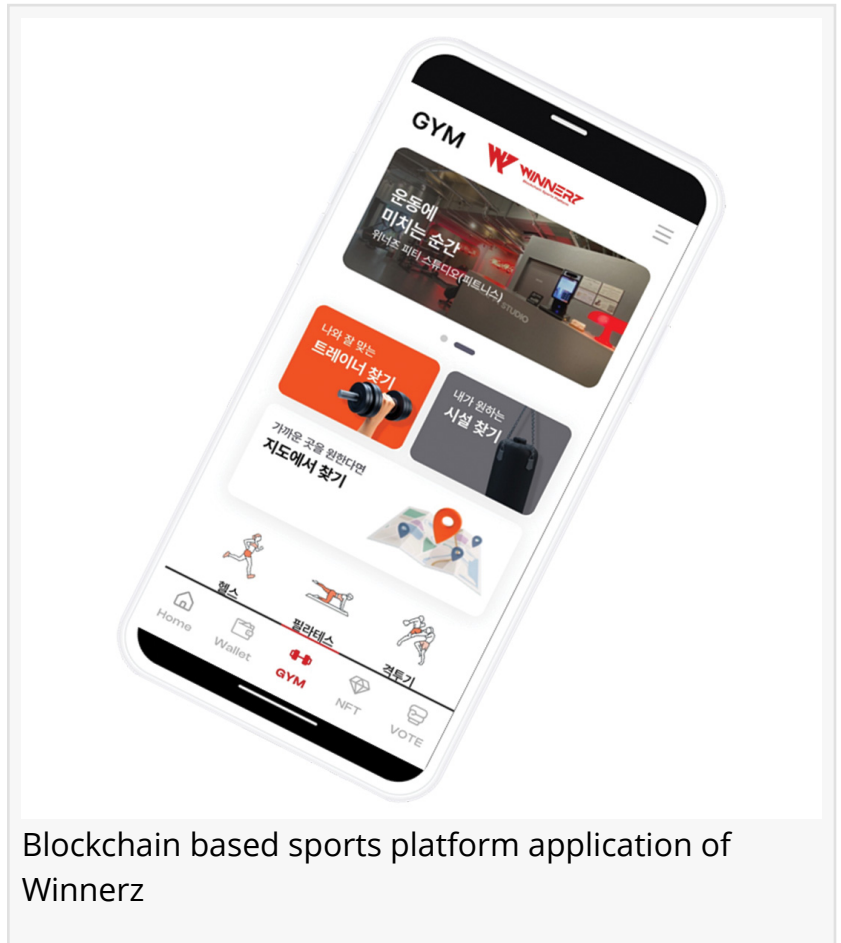 GYM
WINNERZ
Blockchain Sports Platform
운동에
미치는 순간
위너즈 피티 스튜디오(피트니스)
STUDIO
나와 잘 맞는
트레이너 찾기
내가 원하는
시설 찾기
가까운 곳을 원한다면
지도에서 찾기
헬스
필라테스
격투기
Home
Wallet
GYM
NFT
VOTE
Blockchain based sports platform application of
Winnerz